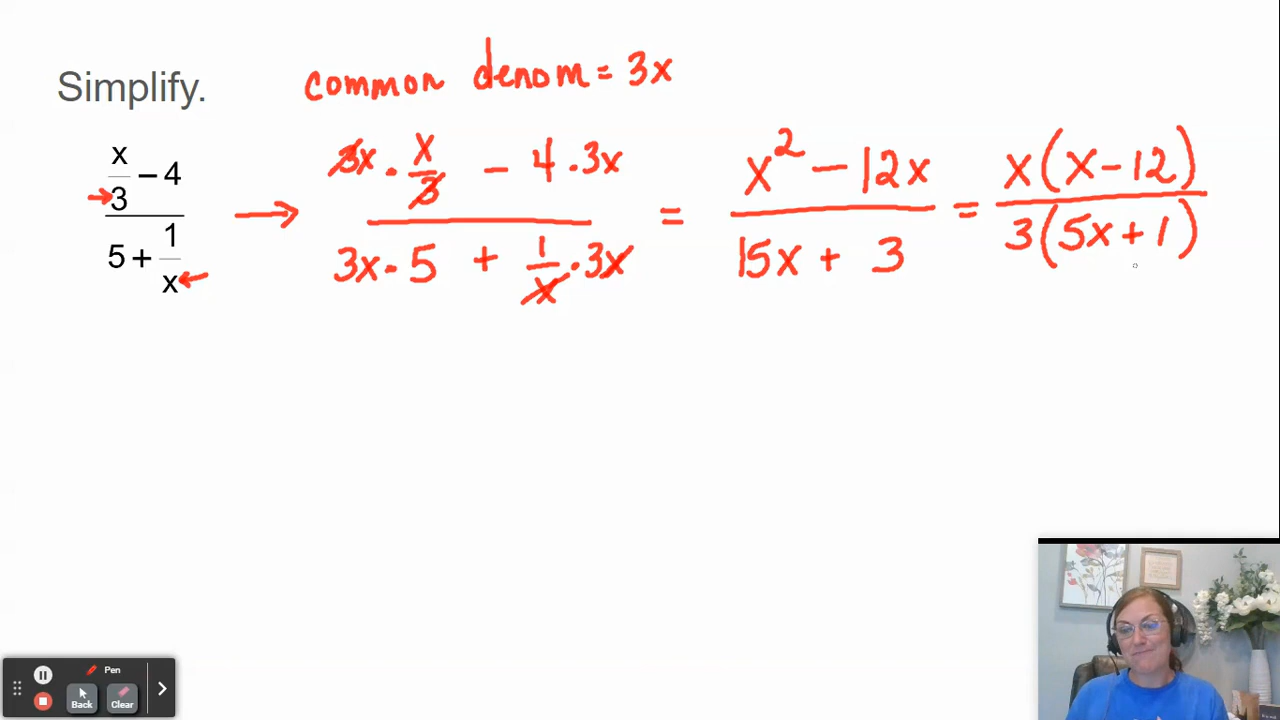 common denom = 3x
Simplify.
x/3 − 4 / 5 + 1/x → 3x · x/3 − 4 · 3x / 3x · 5 + 1/x · 3x = x² − 12x / 15x + 3 = x(x − 12) / 3(5x + 1)
Pen
Back Clear